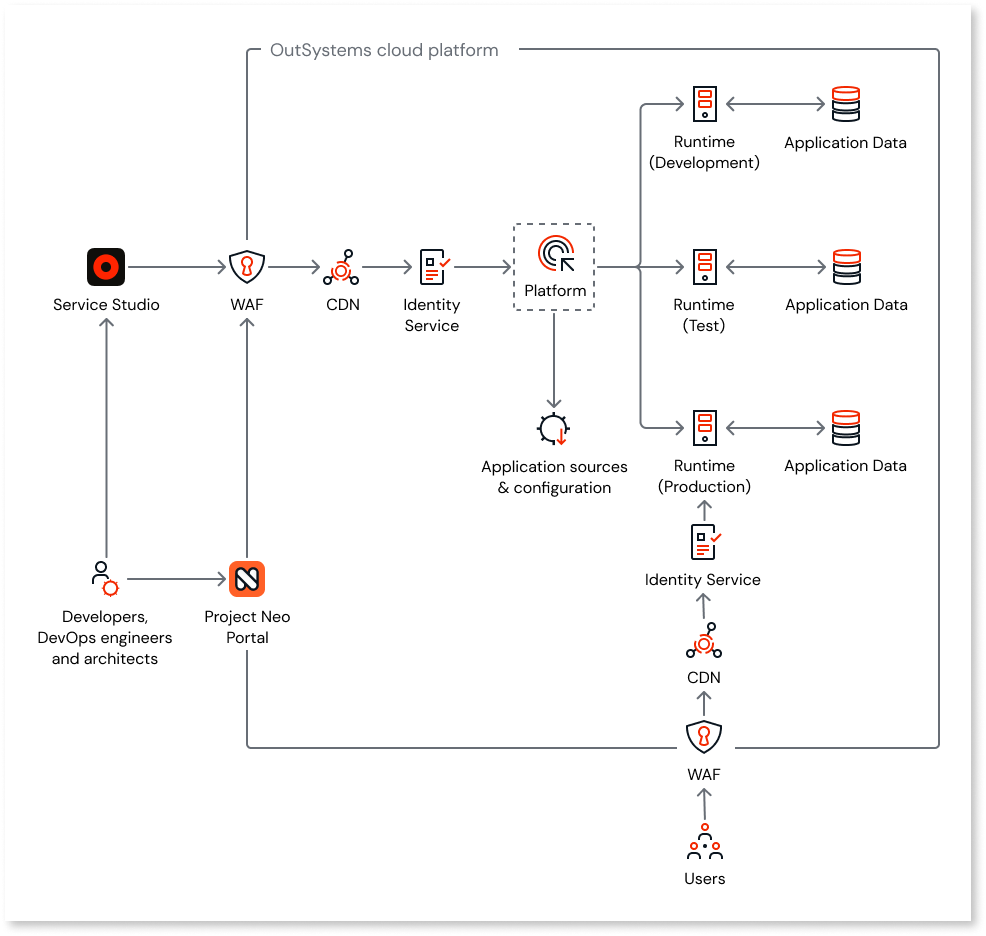 OutSystems cloud platform
Runtime
(Development)
Application Data
Service Studio
WAF
CDN
Identity
Service
Platform
Runtime
(Test)
Application Data
Application sources
& configuration
Runtime
(Production)
Application Data
Identity Service
Developers,
DevOps engineers
and architects
Project Neo
Portal
CDN
WAF
Users